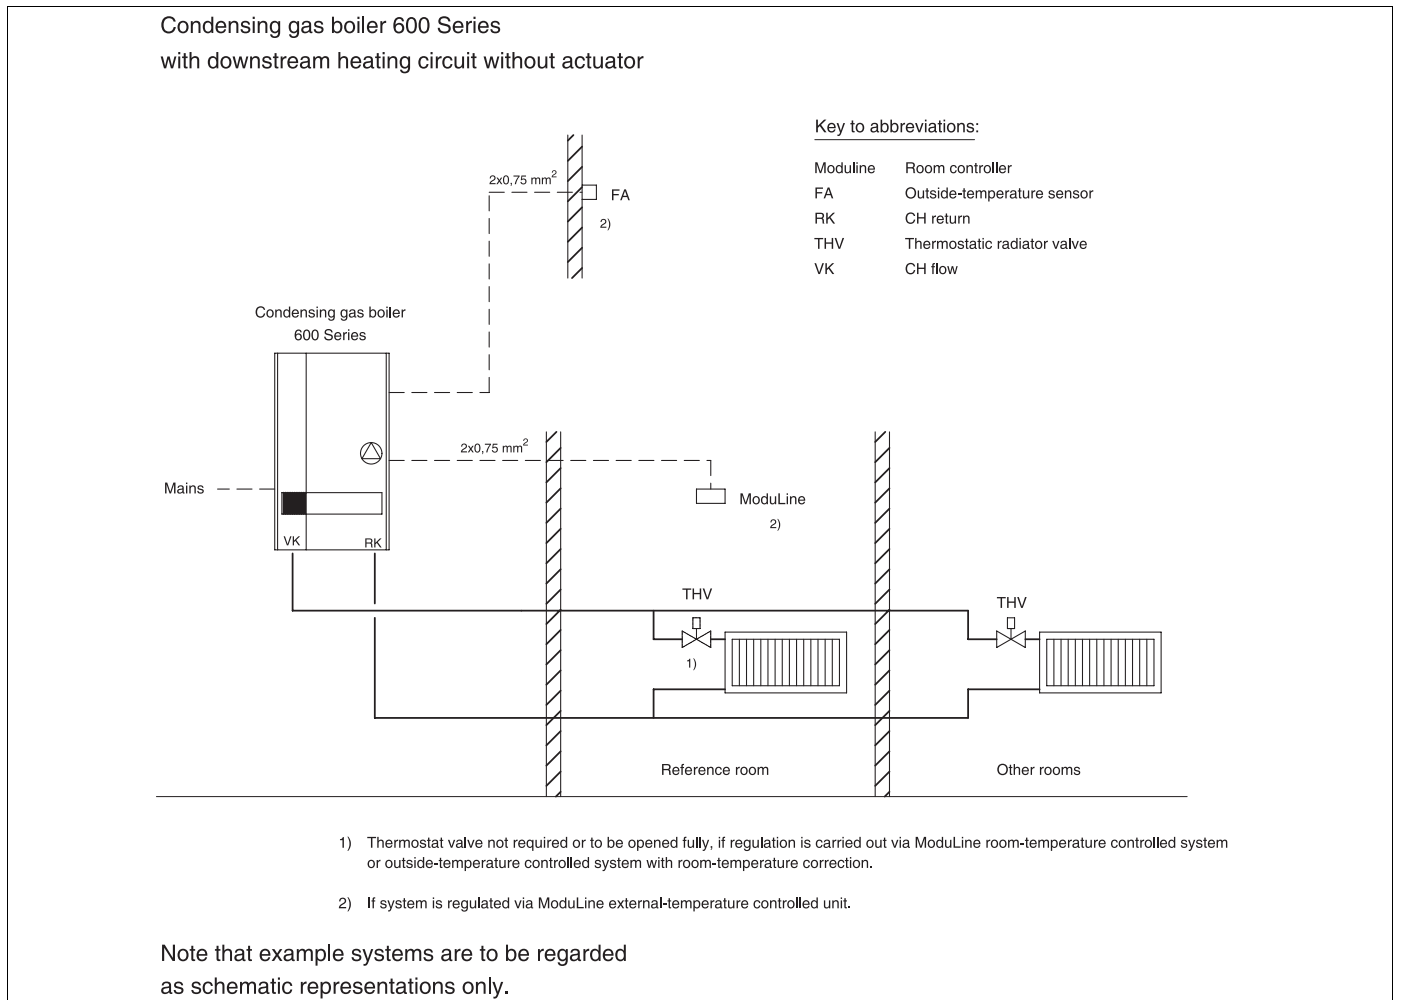 Condensing gas boiler 600 Series
with downstream heating circuit without actuator
Key to abbreviations:
Moduline Room controller
FA Outside-temperature sensor
RK CH return
THV Thermostatic radiator valve
VK CH flow
2x0,75 mm²
FA
2)
Condensing gas boiler
600 Series
2x0,75 mm²
Mains
ModuLine
2)
VK
RK
THV
THV
1)
Reference room
Other rooms
1) Thermostat valve not required or to be opened fully, if regulation is carried out via ModuLine room-temperature controlled system
or outside-temperature controlled system with room-temperature correction.
2) If system is regulated via ModuLine external-temperature controlled unit.
Note that example systems are to be regarded
as schematic representations only.